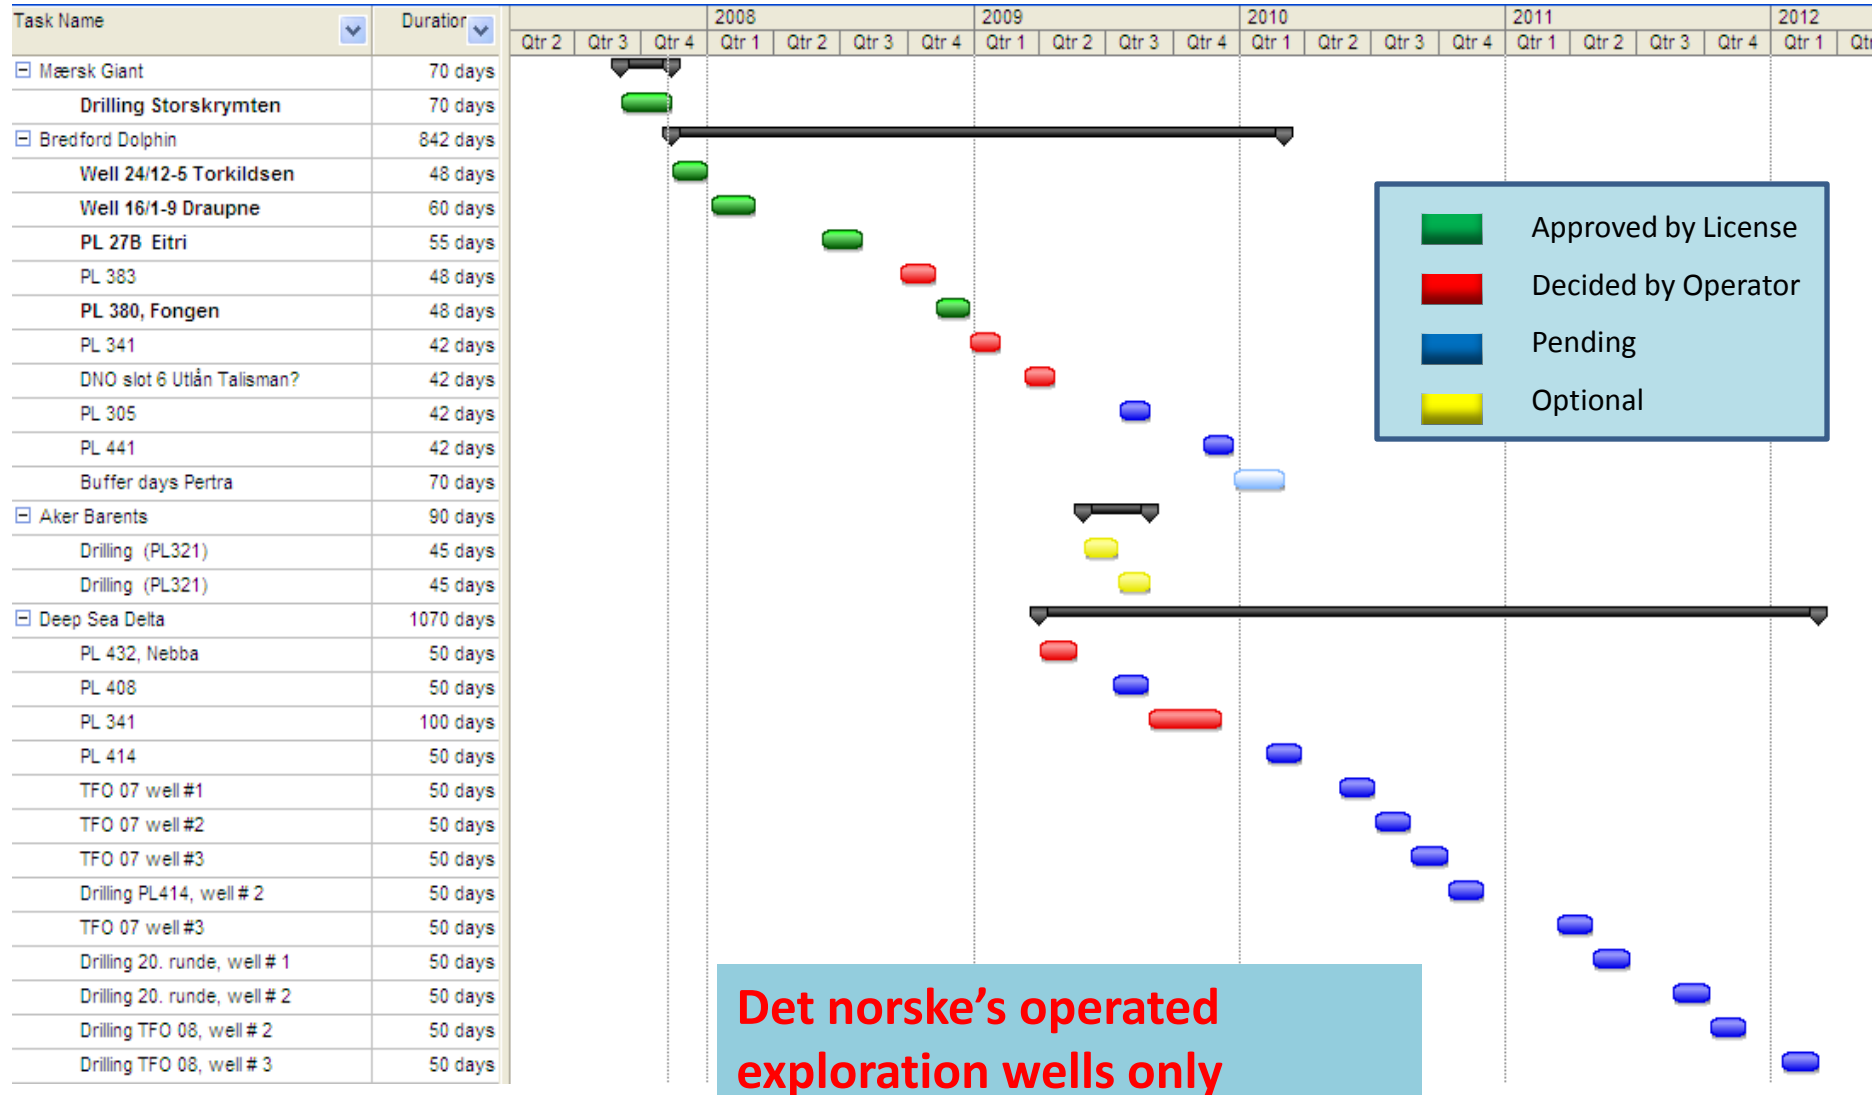 Task Name Duration 2008 2009 2010 2011 2012
Qtr 2 Qtr 3 Qtr 4 Qtr 1 Qtr 2 Qtr 3 Qtr 4 Qtr 1 Qtr 2 Qtr 3 Qtr 4 Qtr 1 Qtr 2 Qtr 3 Qtr 4 Qtr 1 Qtr 2 Qtr 3 Qtr 4 Qtr 1 Qtr
Mærsk Giant 70 days
Drilling Storskrymten 70 days
Bredford Dolphin 842 days
Well 24/12-5 Torkildsen 48 days
Well 16/1-9 Draupne 60 days
PL 27B Eitri 55 days
PL 383 48 days
PL 380, Fongen 48 days
PL 341 42 days
DNO slot 6 Utlån Talisman? 42 days
PL 305 42 days
PL 441 42 days
Buffer days Pertra 70 days
Aker Barents 90 days
Drilling (PL321) 45 days
Drilling (PL321) 45 days
Deep Sea Delta 1070 days
PL 432, Nebba 50 days
PL 408 50 days
PL 341 100 days
PL 414 50 days
TFO 07 well #1 50 days
TFO 07 well #2 50 days
TFO 07 well #3 50 days
Drilling PL414, well # 2 50 days
TFO 07 well #3 50 days
Drilling 20. runde, well # 1 50 days
Drilling 20. runde, well # 2 50 days
Drilling TFO 08, well # 2 50 days
Drilling TFO 08, well # 3 50 days
Approved by License
Decided by Operator
Pending
Optional
Det norske's operated
exploration wells only